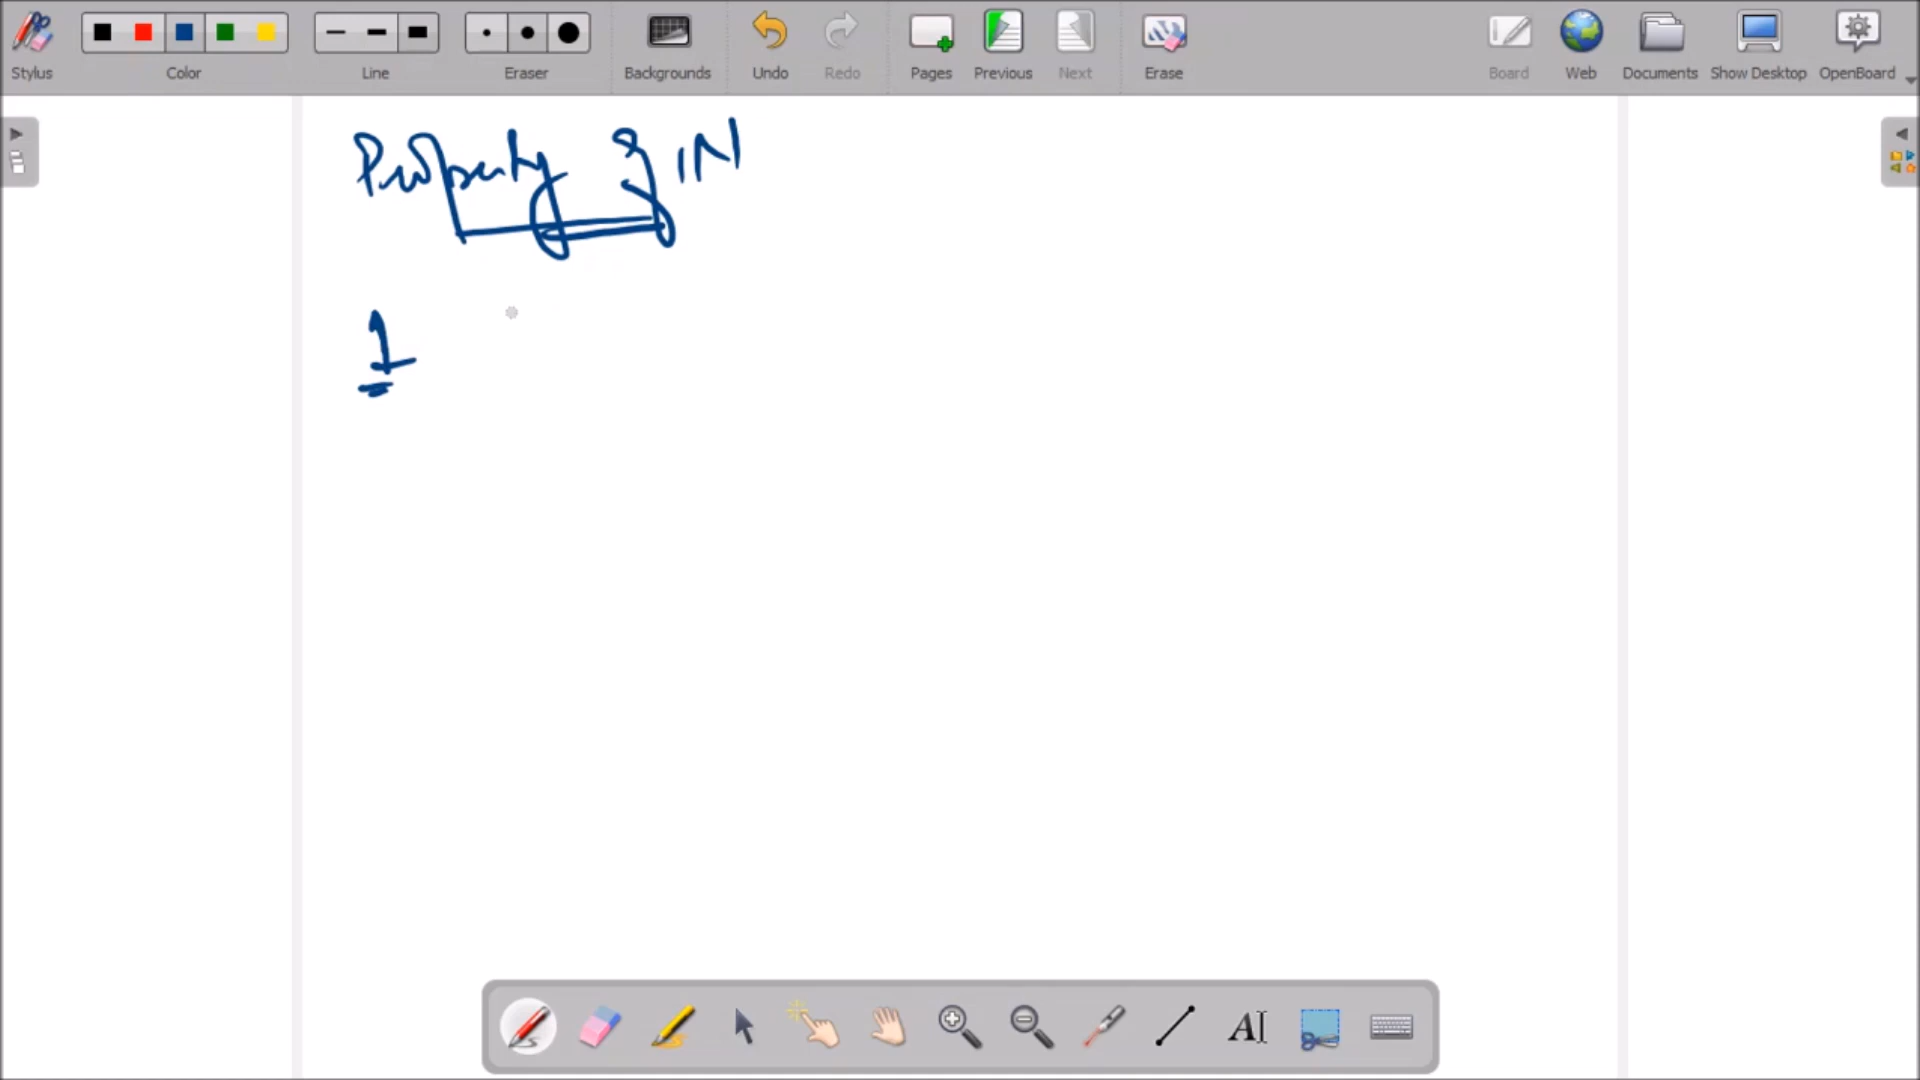 Stylus Color Line Eraser Backgrounds Undo Redo Pages Previous Next Erase Board Web Documents Show Desktop OpenBoard
Property of IN
1
AI